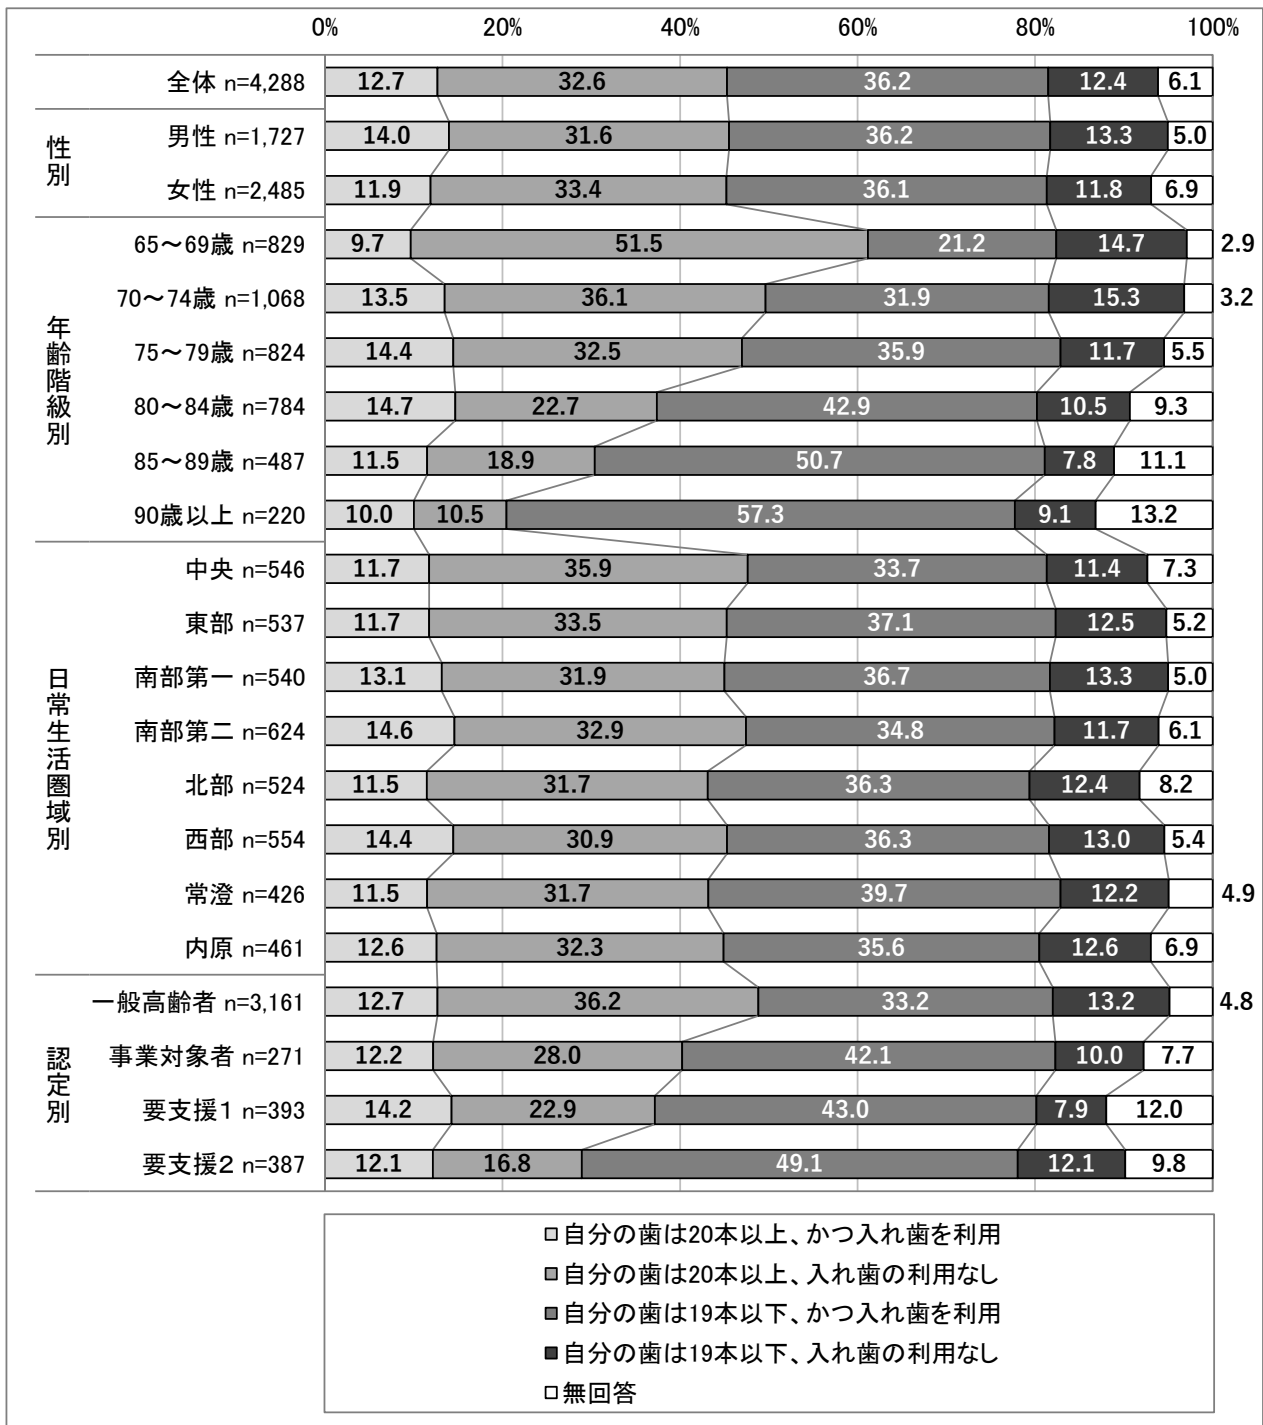 0% 20% 40% 60% 80% 100%
全体 n=4,288 12.7 32.6 36.2 12.4 6.1
性別
男性 n=1,727 14.0 31.6 36.2 13.3 5.0
女性 n=2,485 11.9 33.4 36.1 11.8 6.9
年齢階級別
65～69歳 n=829 9.7 51.5 21.2 14.7 2.9
70～74歳 n=1,068 13.5 36.1 31.9 15.3 3.2
75～79歳 n=824 14.4 32.5 35.9 11.7 5.5
80～84歳 n=784 14.7 22.7 42.9 10.5 9.3
85～89歳 n=487 11.5 18.9 50.7 7.8 11.1
90歳以上 n=220 10.0 10.5 57.3 9.1 13.2
日常生活圏域別
中央 n=546 11.7 35.9 33.7 11.4 7.3
東部 n=537 11.7 33.5 37.1 12.5 5.2
南部第一 n=540 13.1 31.9 36.7 13.3 5.0
南部第二 n=624 14.6 32.9 34.8 11.7 6.1
北部 n=524 11.5 31.7 36.3 12.4 8.2
西部 n=554 14.4 30.9 36.3 13.0 5.4
常澄 n=426 11.5 31.7 39.7 12.2 4.9
内原 n=461 12.6 32.3 35.6 12.6 6.9
認定別
一般高齢者 n=3,161 12.7 36.2 33.2 13.2 4.8
事業対象者 n=271 12.2 28.0 42.1 10.0 7.7
要支援1 n=393 14.2 22.9 43.0 7.9 12.0
要支援2 n=387 12.1 16.8 49.1 12.1 9.8
自分の歯は20本以上、かつ入れ歯を利用
自分の歯は20本以上、入れ歯の利用なし
自分の歯は19本以下、かつ入れ歯を利用
自分の歯は19本以下、入れ歯の利用なし
無回答